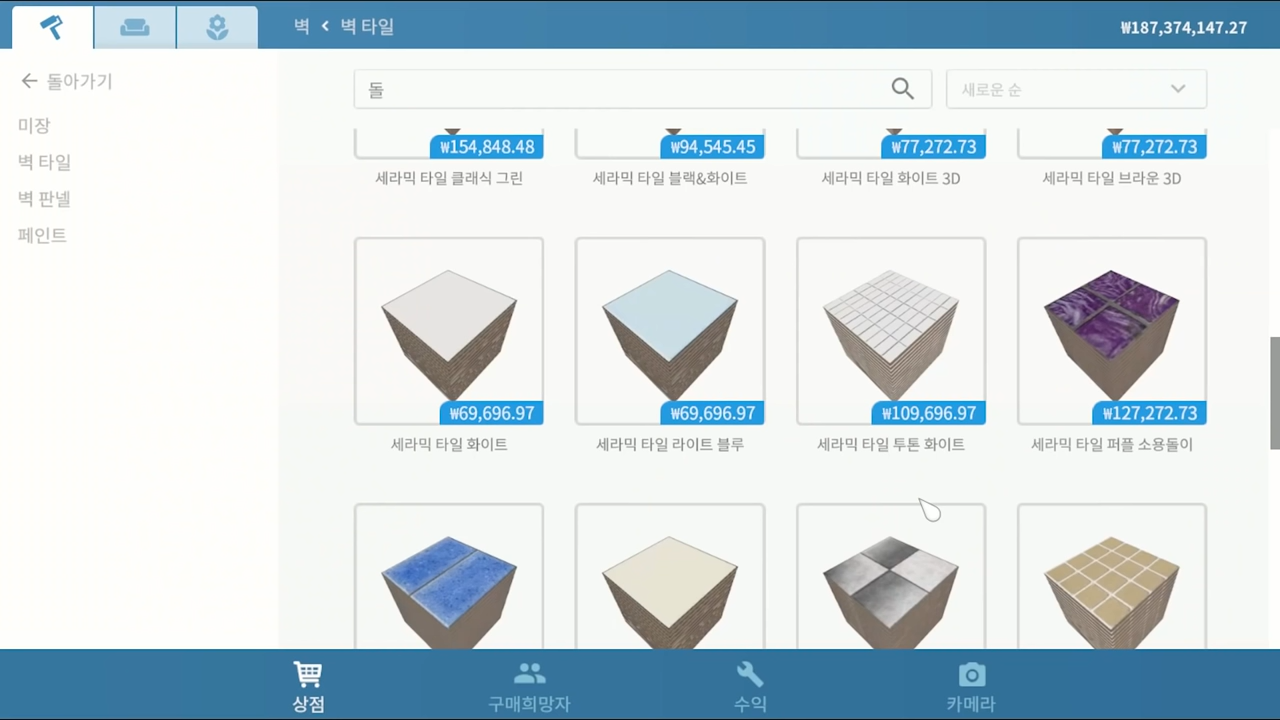 벽 < 벽 타일
₩187,374,147.27
← 돌아가기
미장
벽 타일
벽 판넬
페인트
돌
새로운 순
₩154,848.48
₩94,545.45
₩77,272.73
₩77,272.73
세라믹 타일 클래식 그린
세라믹 타일 블랙&화이트
세라믹 타일 화이트 3D
세라믹 타일 브라운 3D
₩69,696.97
₩69,696.97
₩109,696.97
₩127,272.73
세라믹 타일 화이트
세라믹 타일 라이트 블루
세라믹 타일 투톤 화이트
세라믹 타일 퍼플 소용돌이
상점
구매희망자
수익
카메라